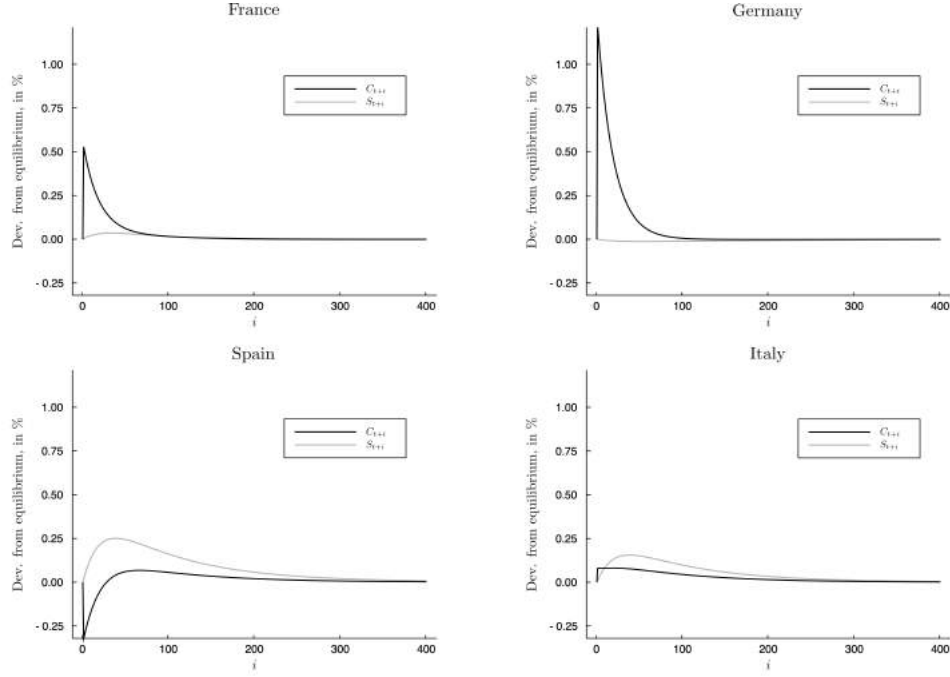 France
Dev. from equilibrium, in %
1.00
0.75
0.50
0.25
0.00
- 0.25
C_{t+i}
S_{t+i}
0 100 200 300 400
i
Germany
Dev. from equilibrium, in %
1.00
0.75
0.50
0.25
0.00
- 0.25
C_{t+i}
S_{t+i}
0 100 200 300 400
i
Spain
Dev. from equilibrium, in %
1.00
0.75
0.50
0.25
0.00
- 0.25
C_{t+i}
S_{t+i}
0 100 200 300 400
i
Italy
Dev. from equilibrium, in %
1.00
0.75
0.50
0.25
0.00
- 0.25
C_{t+i}
S_{t+i}
0 100 200 300 400
i